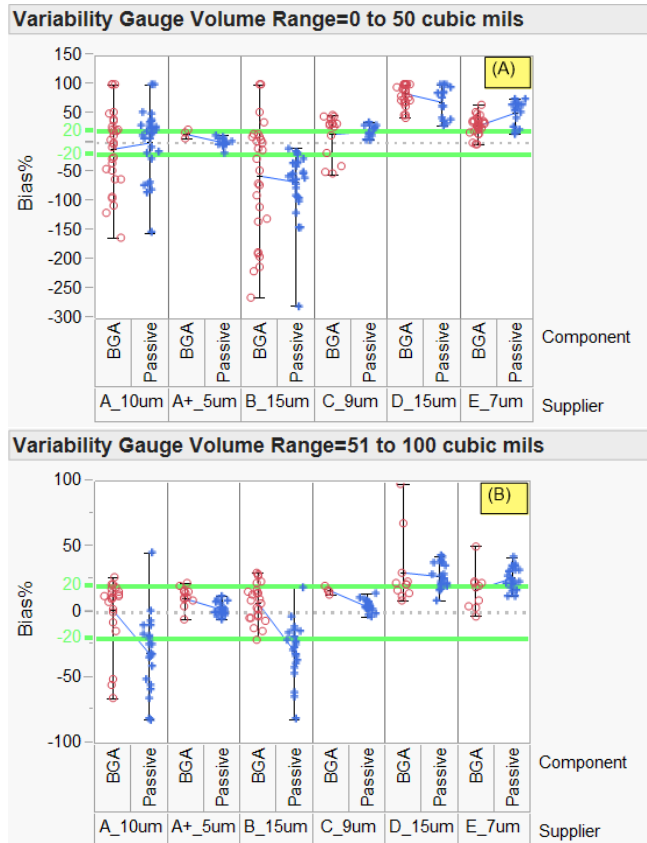 Variability Gauge Volume Range=0 to 50 cubic mils
(A)
150
100
50
20
-20
-50
-100
-150
-200
-250
-300
Bias%
BGA Passive BGA Passive BGA Passive BGA Passive BGA Passive BGA Passive
Component
A_10um A+_5um B_15um C_9um D_15um E_7um
Supplier
Variability Gauge Volume Range=51 to 100 cubic mils
(B)
100
50
20
0
-20
-50
-100
Bias%
BGA Passive BGA Passive BGA Passive BGA Passive BGA Passive BGA Passive
Component
A_10um A+_5um B_15um C_9um D_15um E_7um
Supplier